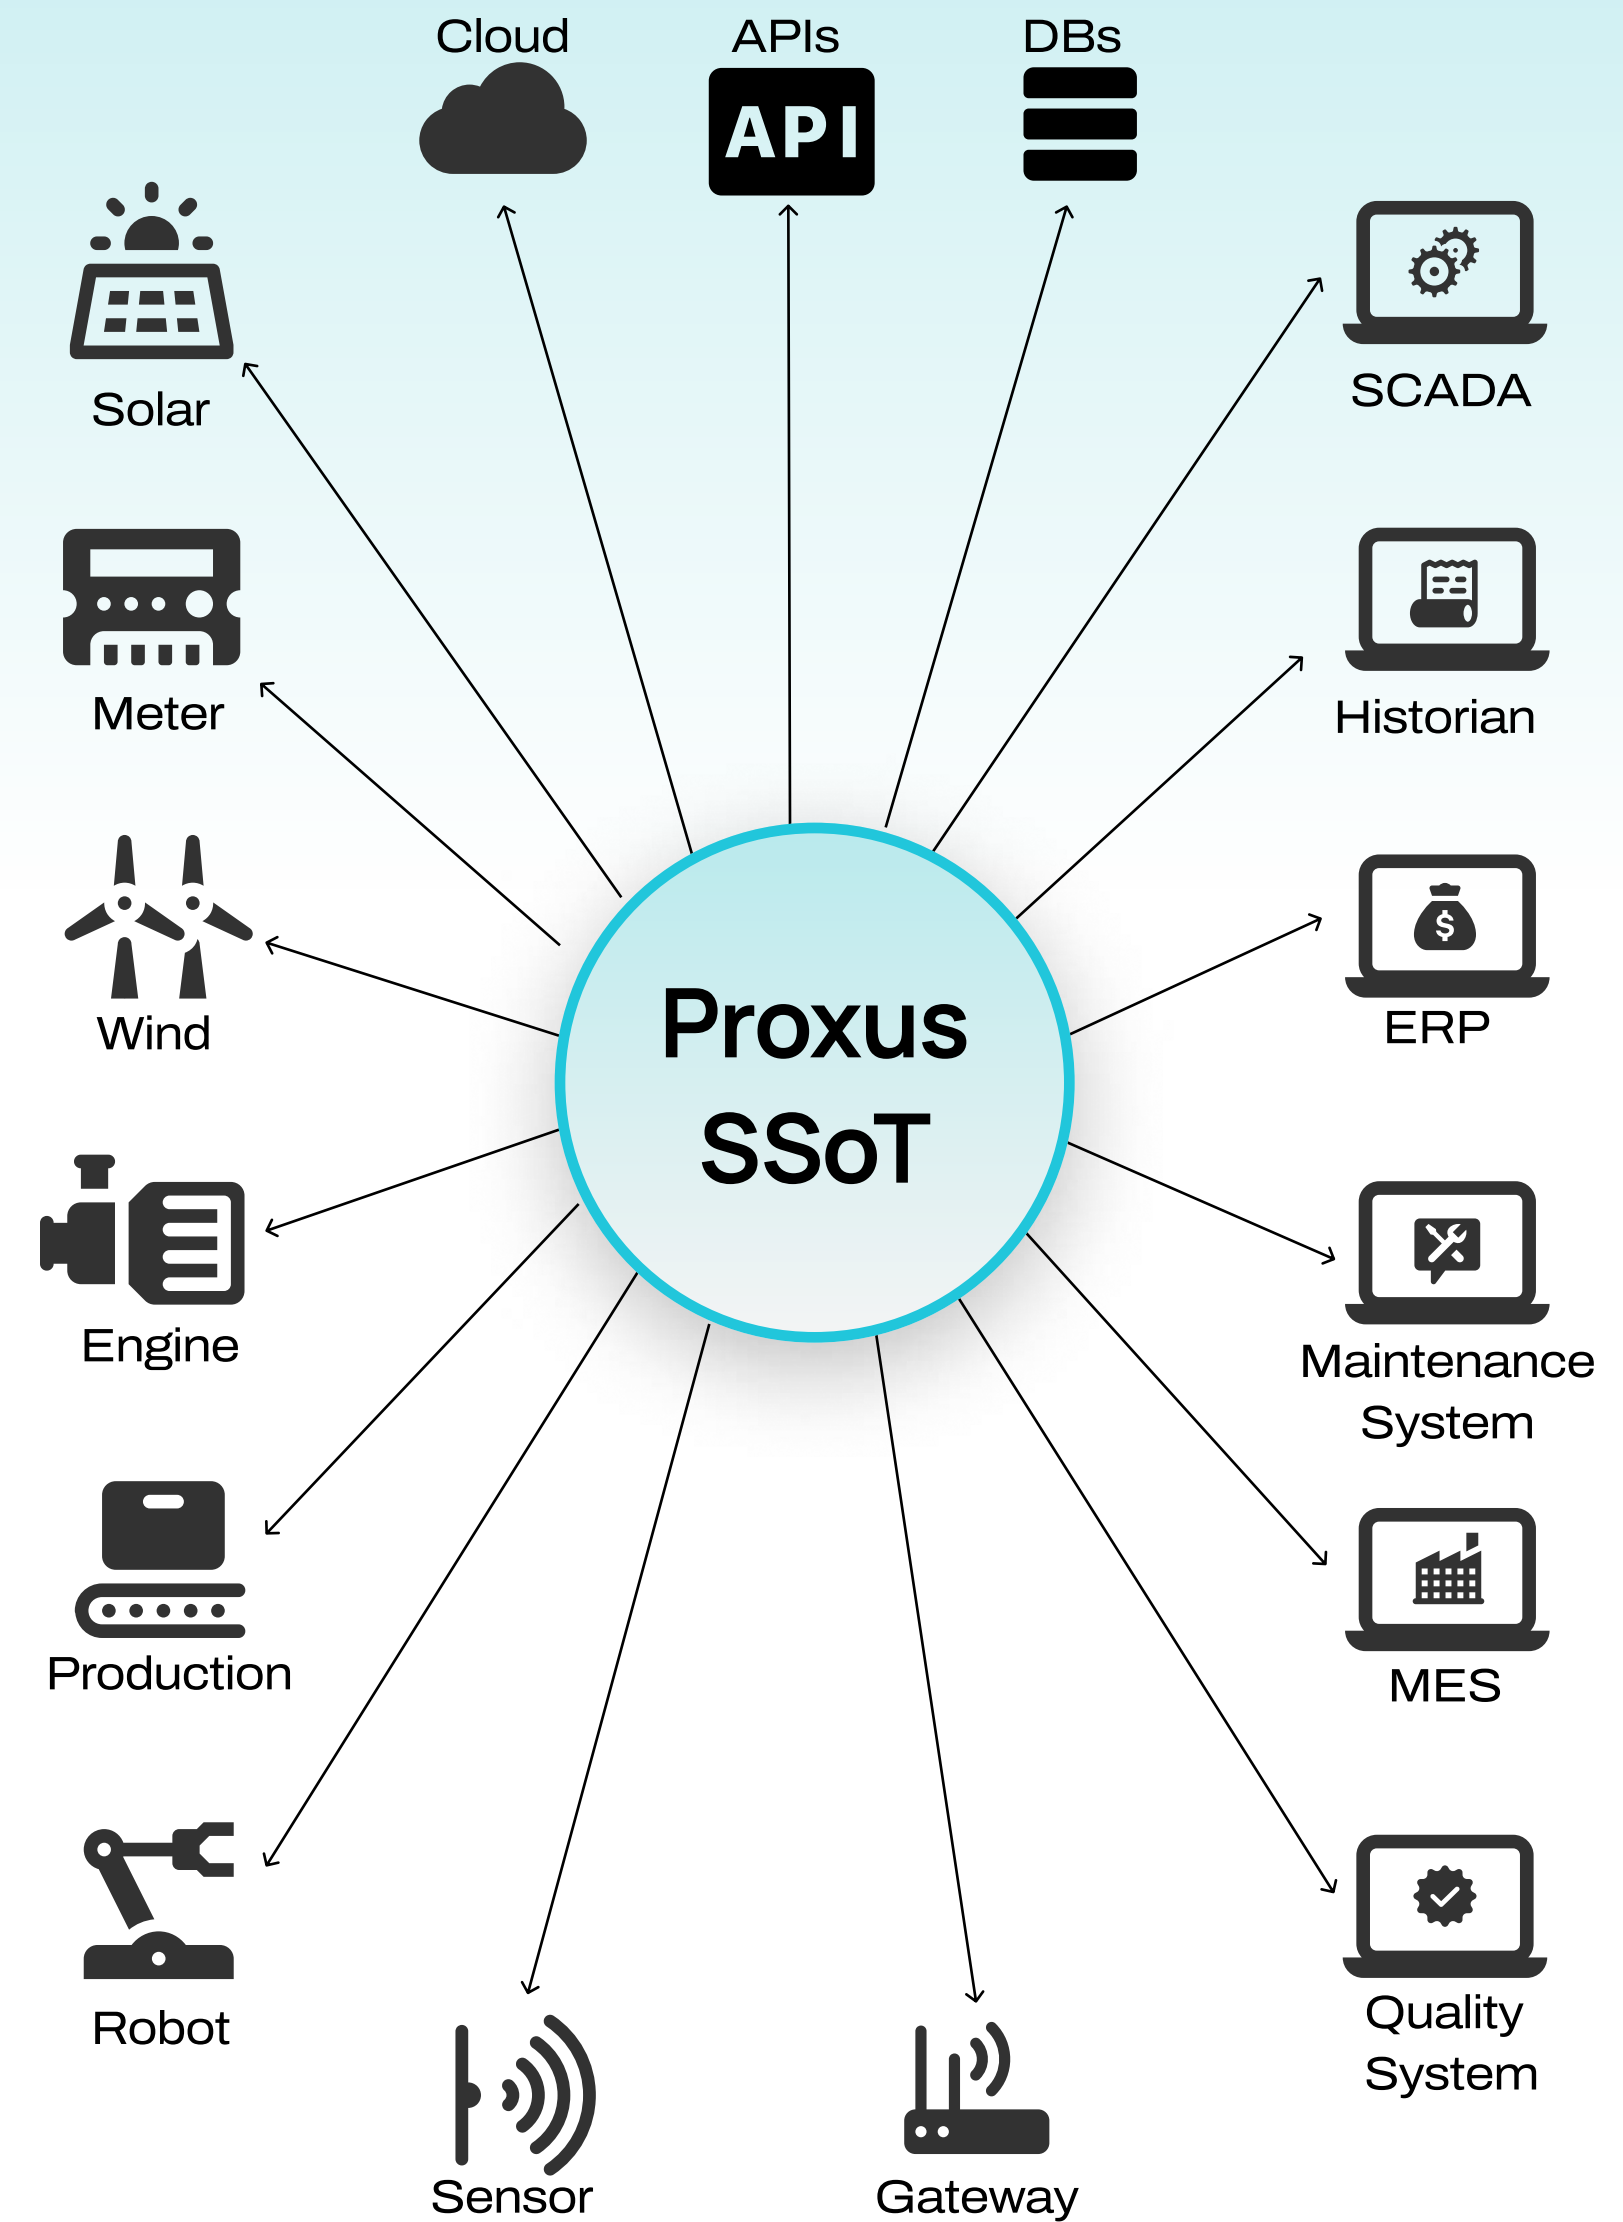 Cloud
APIs
DBs
API
Solar
SCADA
Meter
Historian
$
Wind
ERP
Proxus
SSoT
Engine
Maintenance
System
Production
MES
Robot
Quality
System
Sensor
Gateway